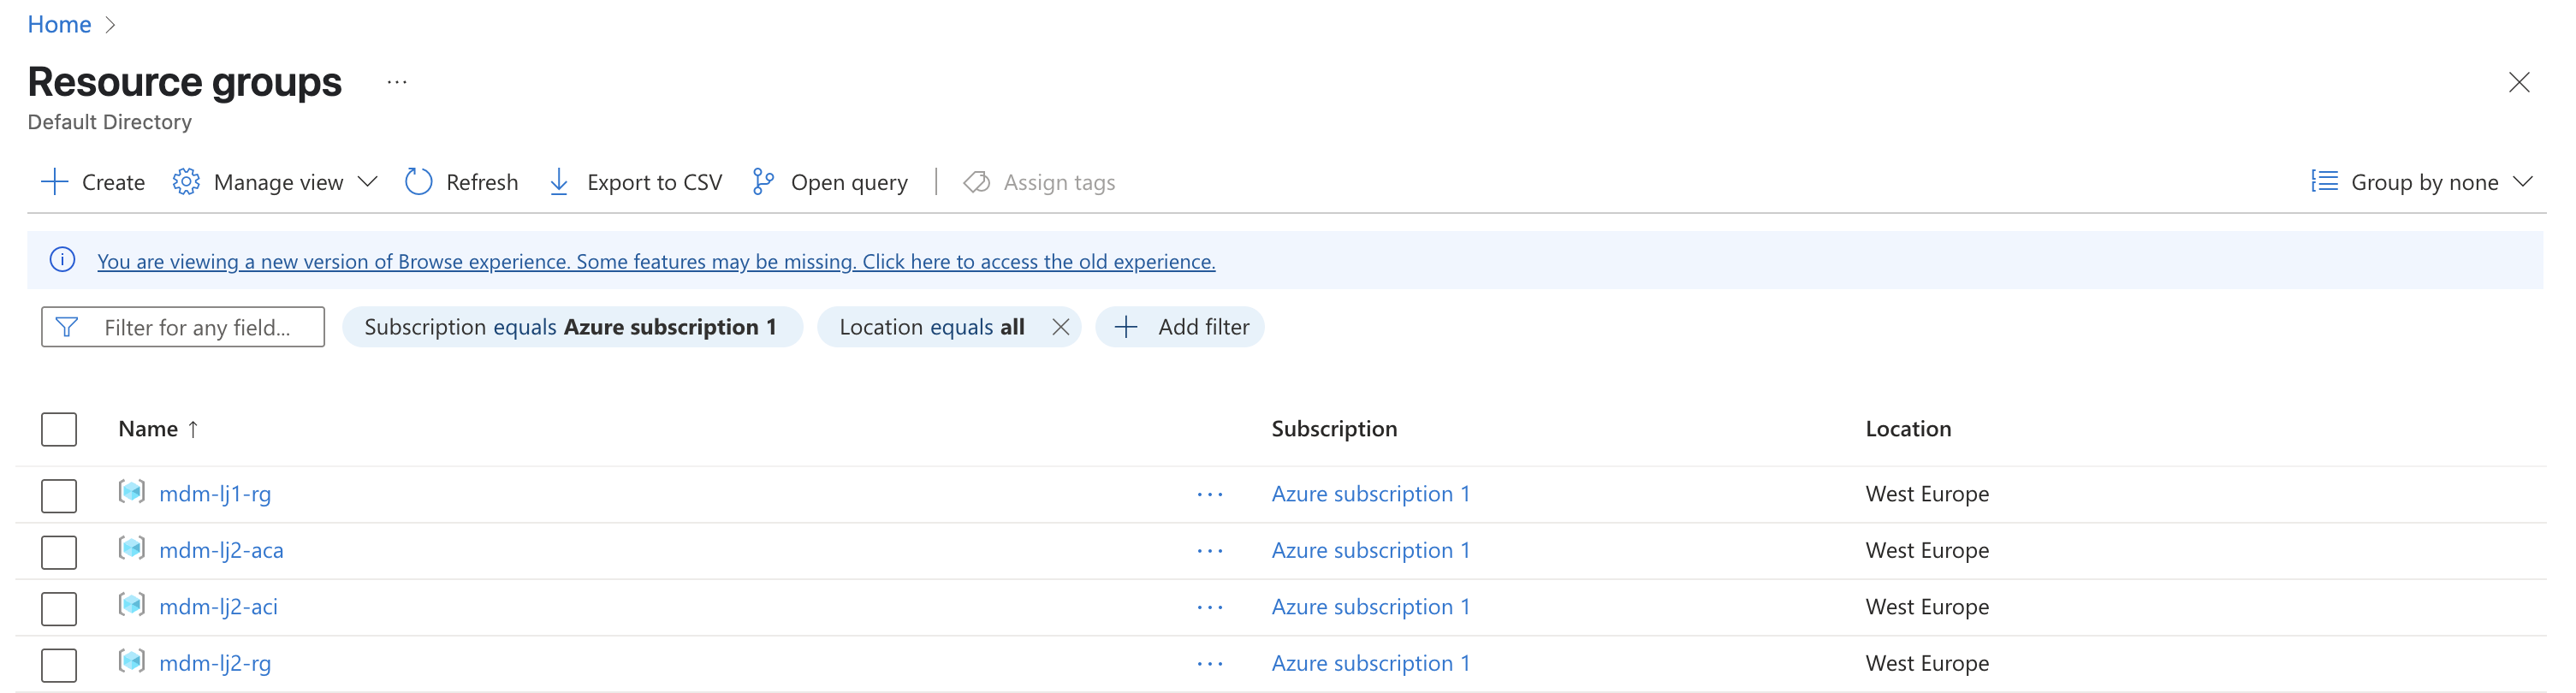 Home
Resource groups ...
Default Directory
Create Manage view Refresh Export to CSV Open query Assign tags Group by none
You are viewing a new version of Browse experience. Some features may be missing. Click here to access the old experience.
Filter for any field... Subscription equals Azure subscription 1 Location equals all Add filter
Name ↑ Subscription Location
mdm-lj1-rg ... Azure subscription 1 West Europe
mdm-lj2-aca ... Azure subscription 1 West Europe
mdm-lj2-aci ... Azure subscription 1 West Europe
mdm-lj2-rg ... Azure subscription 1 West Europe